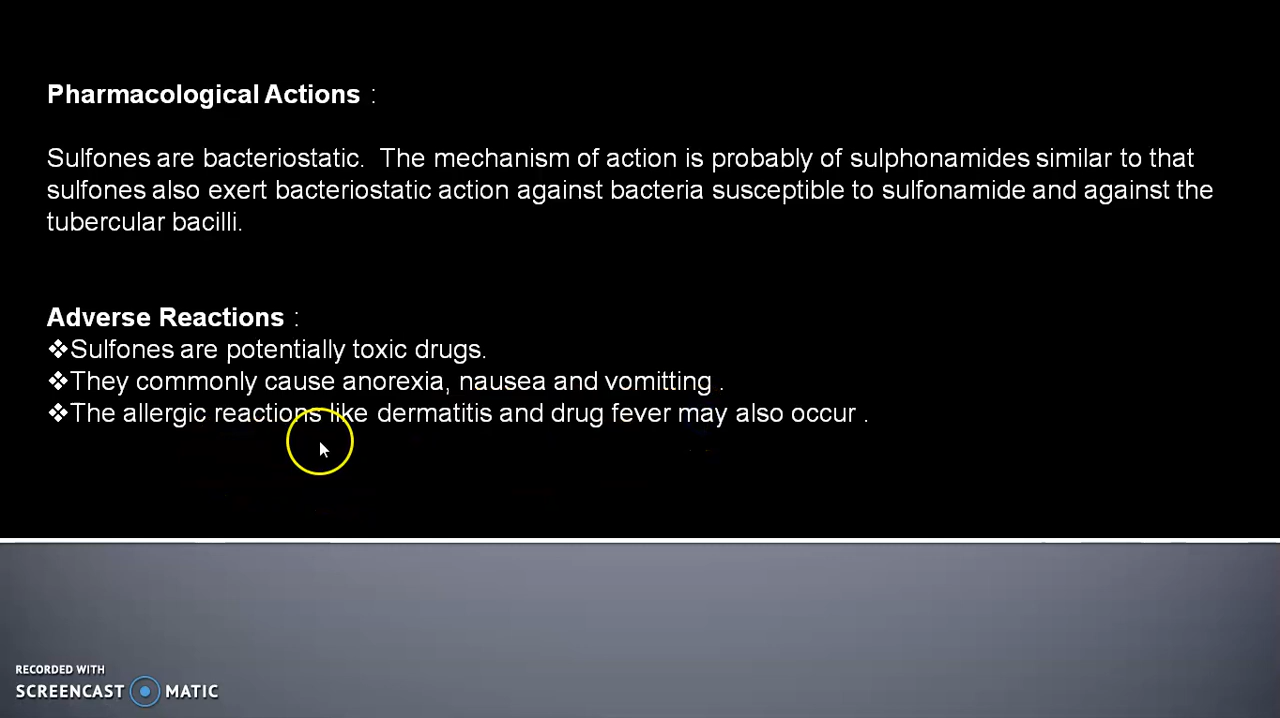 Pharmacological Actions :
Sulfones are bacteriostatic. The mechanism of action is probably of sulphonamides similar to that
sulfones also exert bacteriostatic action against bacteria susceptible to sulfonamide and against the
tubercular bacilli.
Adverse Reactions :
❖Sulfones are potentially toxic drugs.
❖They commonly cause anorexia, nausea and vomitting .
❖The allergic reactions like dermatitis and drug fever may also occur .
RECORDED WITH
SCREENCAST MATIC